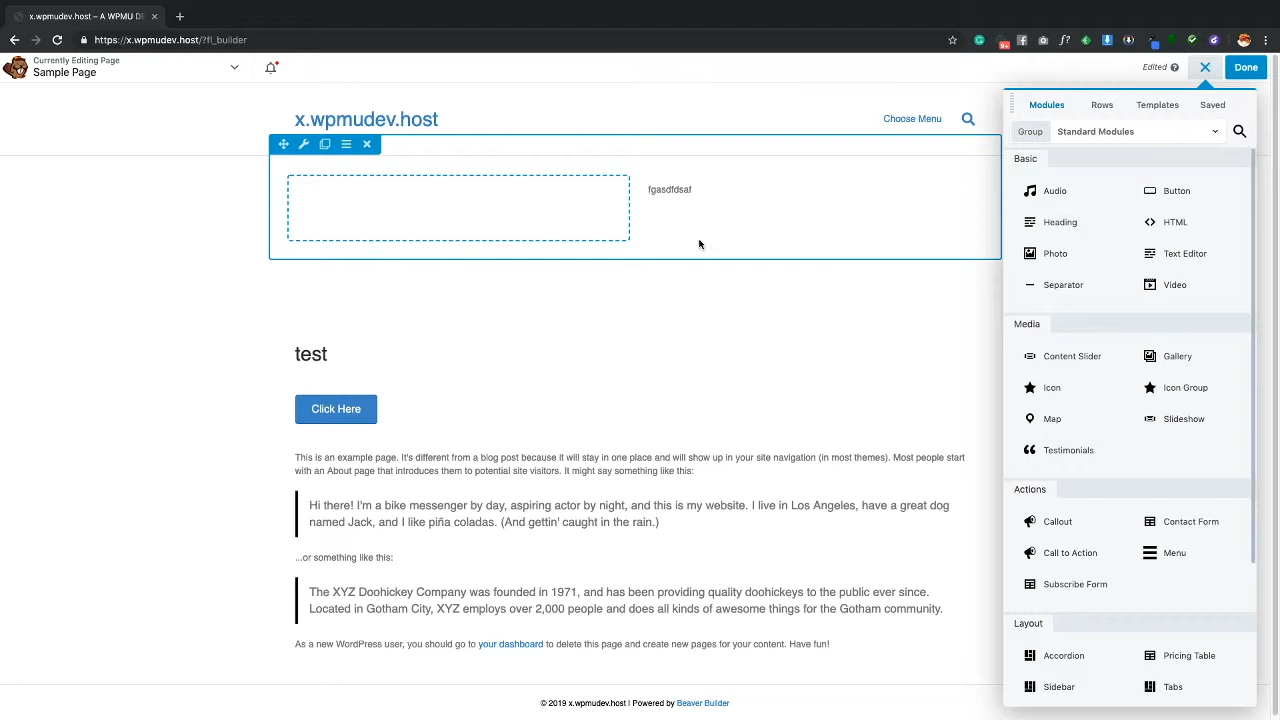 x.wpmudev.host – A WPMU DE
https://x.wpmudev.host/?fl_builder
Currently Editing Page
Sample Page
Edited
Done
x.wpmudev.host
Choose Menu
fgasdfdsaf
test
Click Here
This is an example page. It's different from a blog post because it will stay in one place and will show up in your site navigation (in most themes). Most people start
with an About page that introduces them to potential site visitors. It might say something like this:
Hi there! I'm a bike messenger by day, aspiring actor by night, and this is my website. I live in Los Angeles, have a great dog
named Jack, and I like piña coladas. (And gettin' caught in the rain.)
...or something like this:
The XYZ Doohickey Company was founded in 1971, and has been providing quality doohickeys to the public ever since.
Located in Gotham City, XYZ employs over 2,000 people and does all kinds of awesome things for the Gotham community.
As a new WordPress user, you should go to your dashboard to delete this page and create new pages for your content. Have fun!
© 2019 x.wpmudev.host | Powered by Beaver Builder
Modules Rows Templates Saved
Group Standard Modules
Basic
Audio Button
Heading HTML
Photo Text Editor
Separator Video
Media
Content Slider Gallery
Icon Icon Group
Map Slideshow
Testimonials
Actions
Callout Contact Form
Call to Action Menu
Subscribe Form
Layout
Accordion Pricing Table
Sidebar Tabs